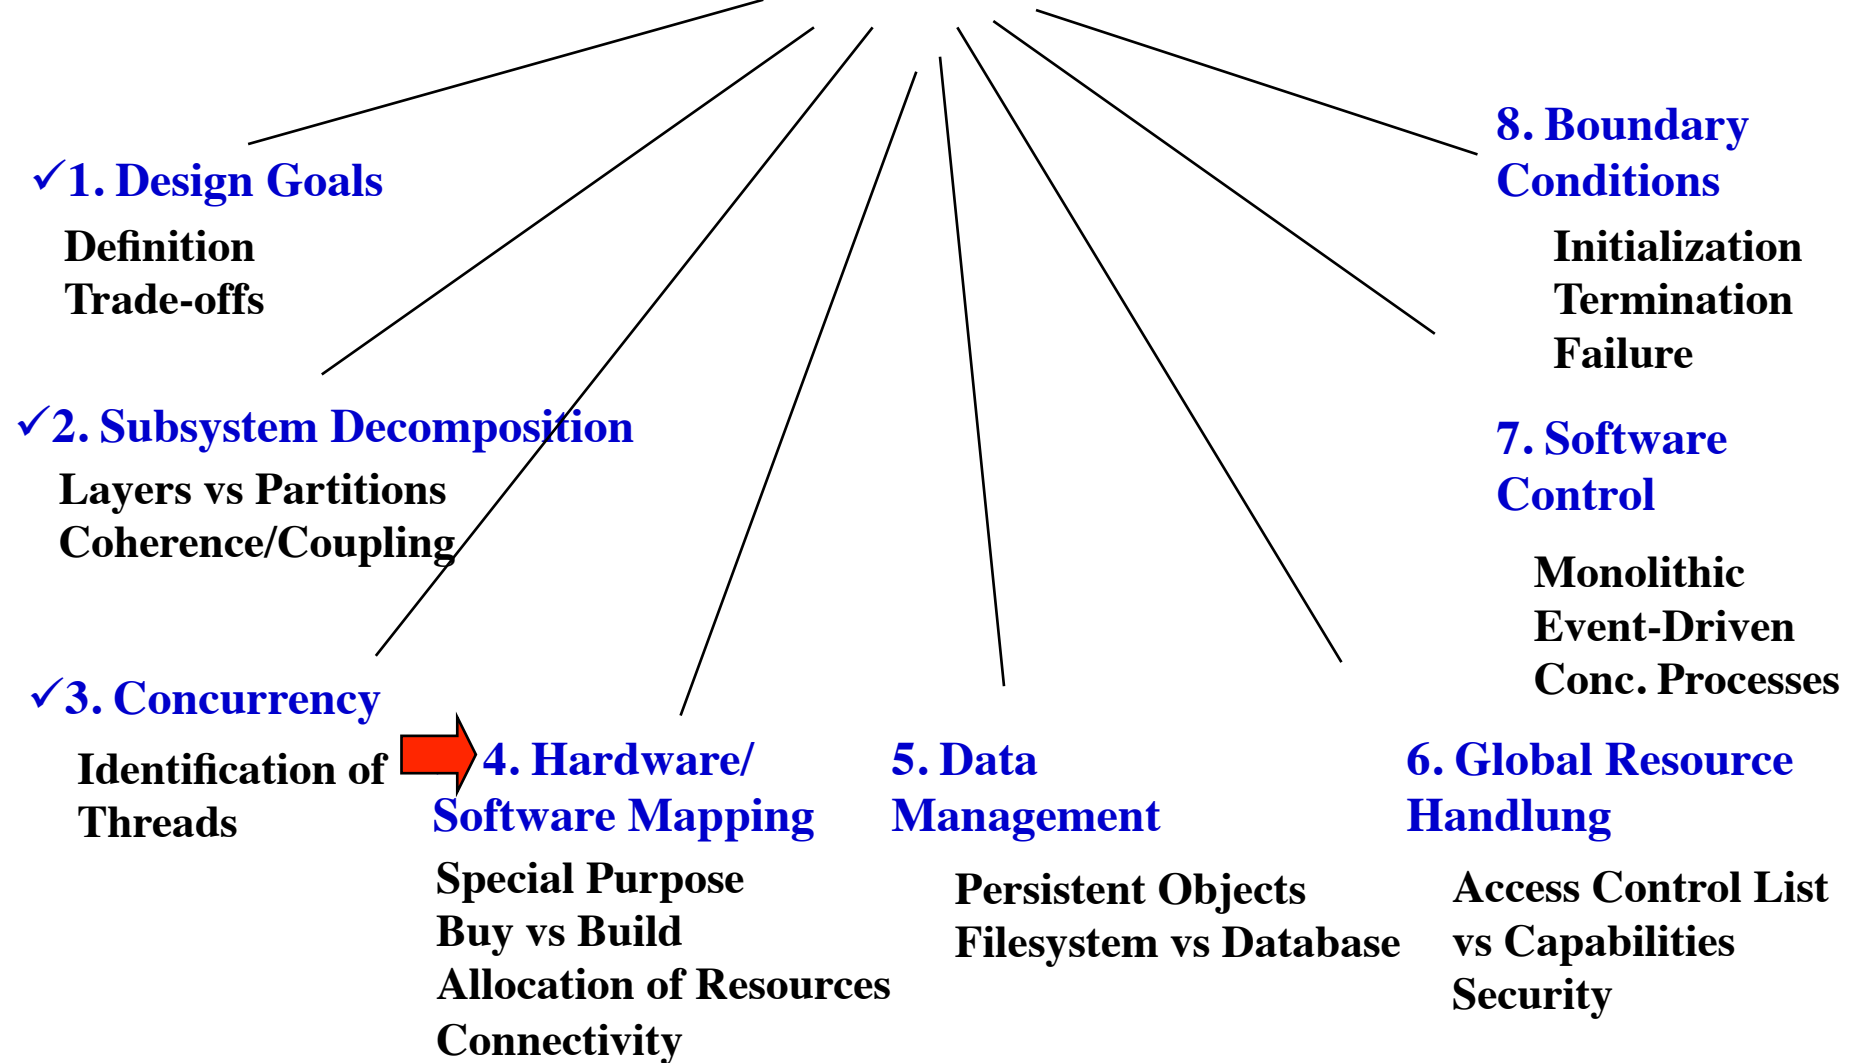 ✓1. Design Goals
Definition
Trade-offs
✓2. Subsystem Decomposition
Layers vs Partitions
Coherence/Coupling
✓3. Concurrency
Identification of
Threads
4. Hardware/
Software Mapping
Special Purpose
Buy vs Build
Allocation of Resources
Connectivity
5. Data
Management
Persistent Objects
Filesystem vs Database
6. Global Resource
Handlung
Access Control List
vs Capabilities
Security
7. Software
Control
Monolithic
Event-Driven
Conc. Processes
8. Boundary
Conditions
Initialization
Termination
Failure